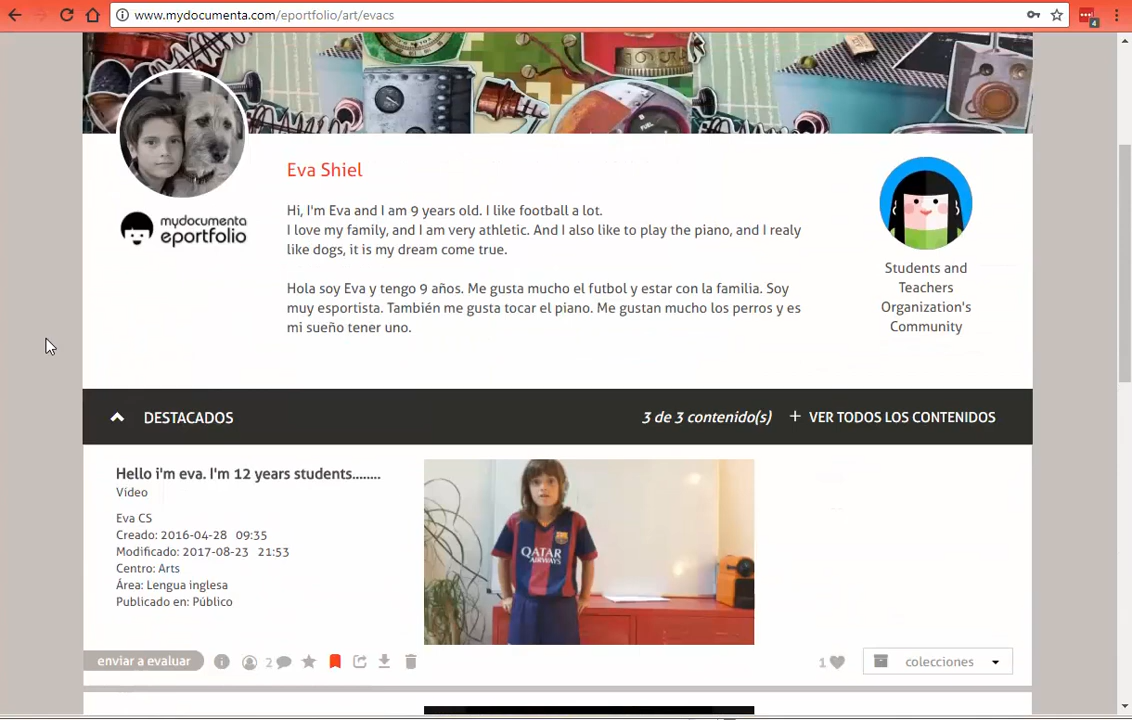 www.mydocumenta.com/eportfolio/art/evacs
4
FUEL
Eva Shiel
mydocumenta
eportfolio
Hi, I'm Eva and I am 9 years old. I like football a lot.
I love my family, and I am very athletic. And I also like to play the piano, and I realy
like dogs, it is my dream come true.
Hola soy Eva y tengo 9 años. Me gusta mucho el futbol y estar con la familia. Soy
muy esportista. También me gusta tocar el piano. Me gustan mucho los perros y es
mi sueño tener uno.
Students and
Teachers
Organization's
Community
DESTACADOS
3 de 3 contenido(s)
+ VER TODOS LOS CONTENIDOS
Hello i'm eva. I'm 12 years students........
Vídeo
Eva CS
Creado: 2016-04-28 09:35
Modificado: 2017-08-23 21:53
Centro: Arts
Área: Lengua inglesa
Publicado en: Público
QATAR
AIRWAYS
enviar a evaluar
2
1
colecciones